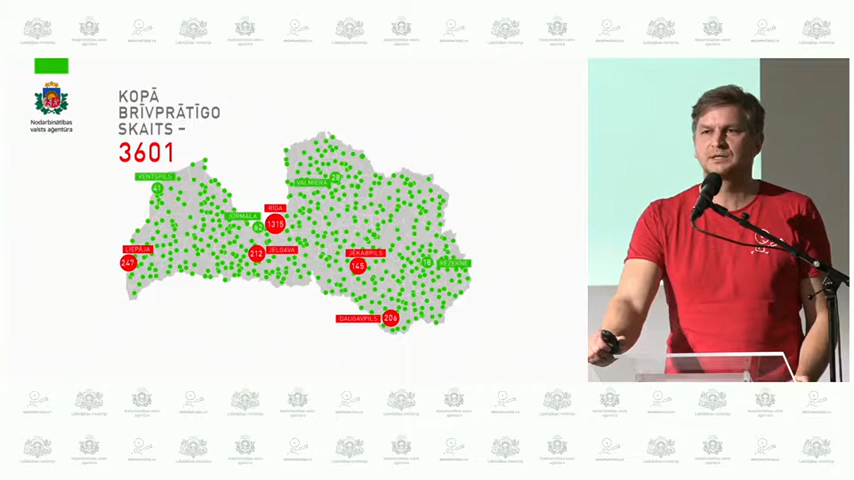 Nodarbinātības
valsts aģentūra
KOPĀ
BRĪVPRĀTĪGO
SKAITS –
3601
VENTSPILS
41
VALMIERA
28
JŪRMALA
62
RĪGA
1315
LIEPĀJA
247
212
JELGAVA
JĒKABPILS
145
18
RĒZEKNE
DAUGAVPILS
206